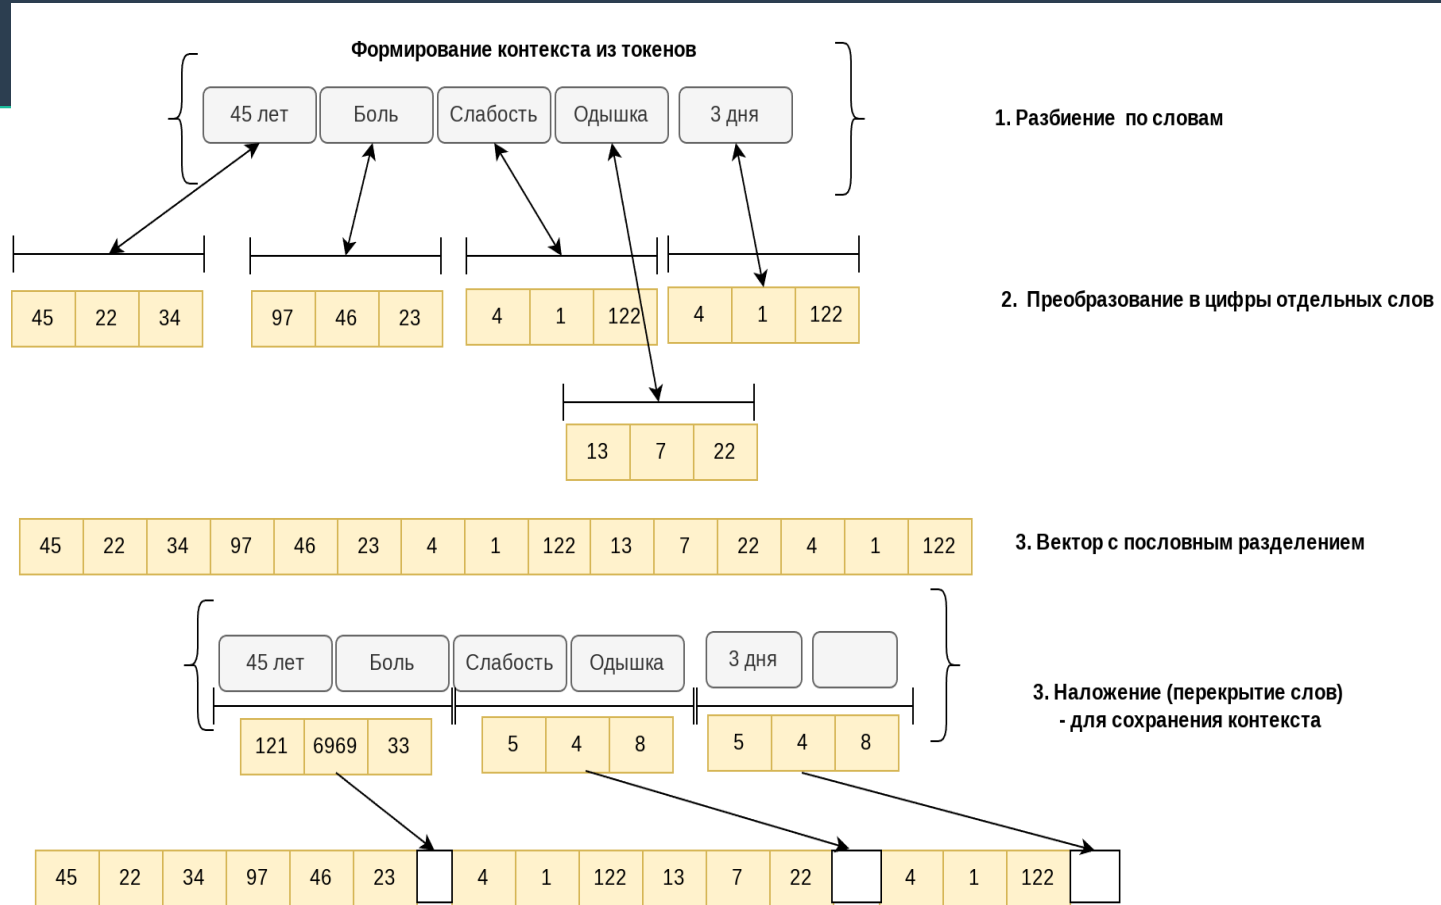 Формирование контекста из токенов
45 лет Боль Слабость Одышка 3 дня
1. Разбиение по словам
45 22 34 97 46 23 4 1 122 4 1 122
2. Преобразование в цифры отдельных слов
13 7 22
45 22 34 97 46 23 4 1 122 13 7 22 4 1 122
3. Вектор с пословным разделением
45 лет Боль Слабость Одышка 3 дня
3. Наложение (перекрытие слов)
- для сохранения контекста
121 6969 33 5 4 8 5 4 8
45 22 34 97 46 23 4 1 122 13 7 22 4 1 122